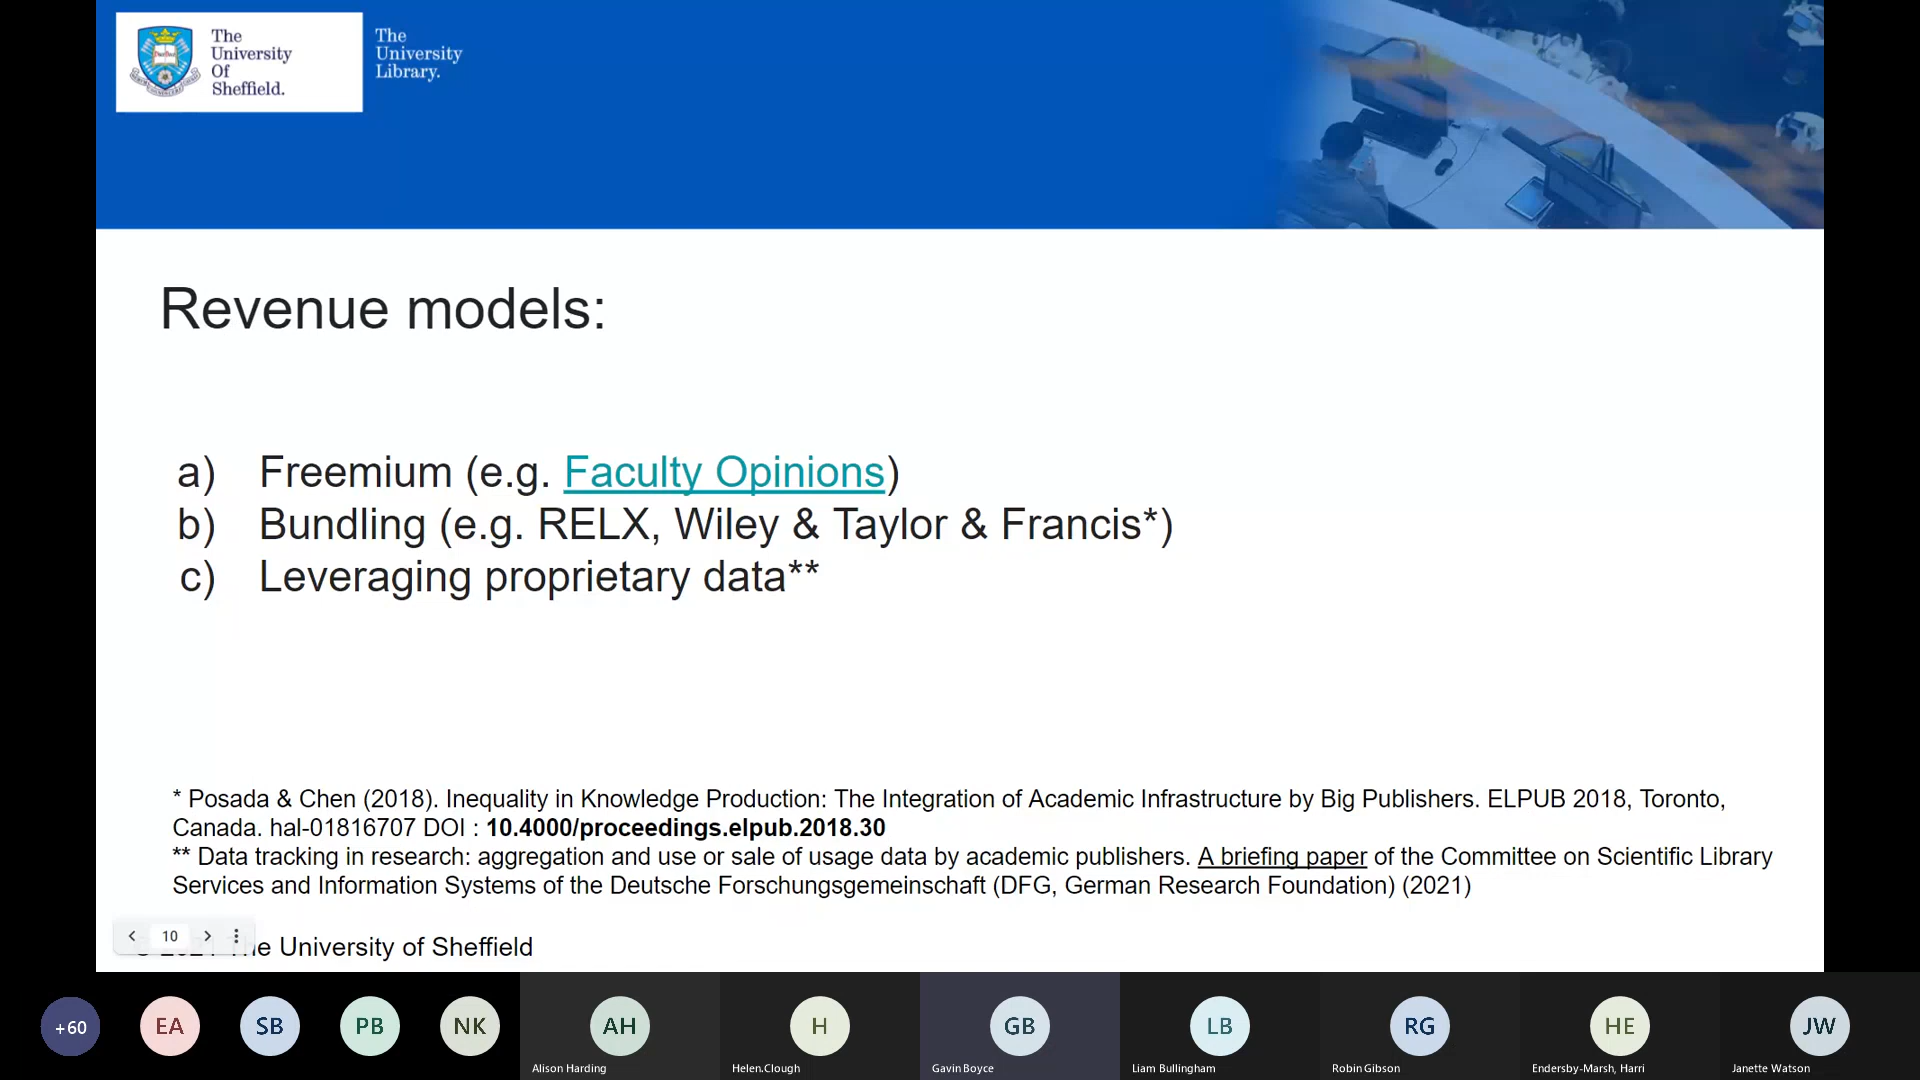 The
University
Of
Sheffield.
The
University
Library.
Revenue models:
a) Freemium (e.g. Faculty Opinions)
b) Bundling (e.g. RELX, Wiley & Taylor & Francis*)
c) Leveraging proprietary data**
* Posada & Chen (2018). Inequality in Knowledge Production: The Integration of Academic Infrastructure by Big Publishers. ELPUB 2018, Toronto,
Canada. hal-01816707 DOI : 10.4000/proceedings.elpub.2018.30
** Data tracking in research: aggregation and use or sale of usage data by academic publishers. A briefing paper of the Committee on Scientific Library
Services and Information Systems of the Deutsche Forschungsgemeinschaft (DFG, German Research Foundation) (2021)
10
The University of Sheffield
+60
EA
SB
PB
NK
AH
H
GB
LB
RG
HE
JW
Alison Harding
Helen.Clough
Gavin Boyce
Liam Bullingham
Robin Gibson
Endersby-Marsh, Harri
Janette Watson